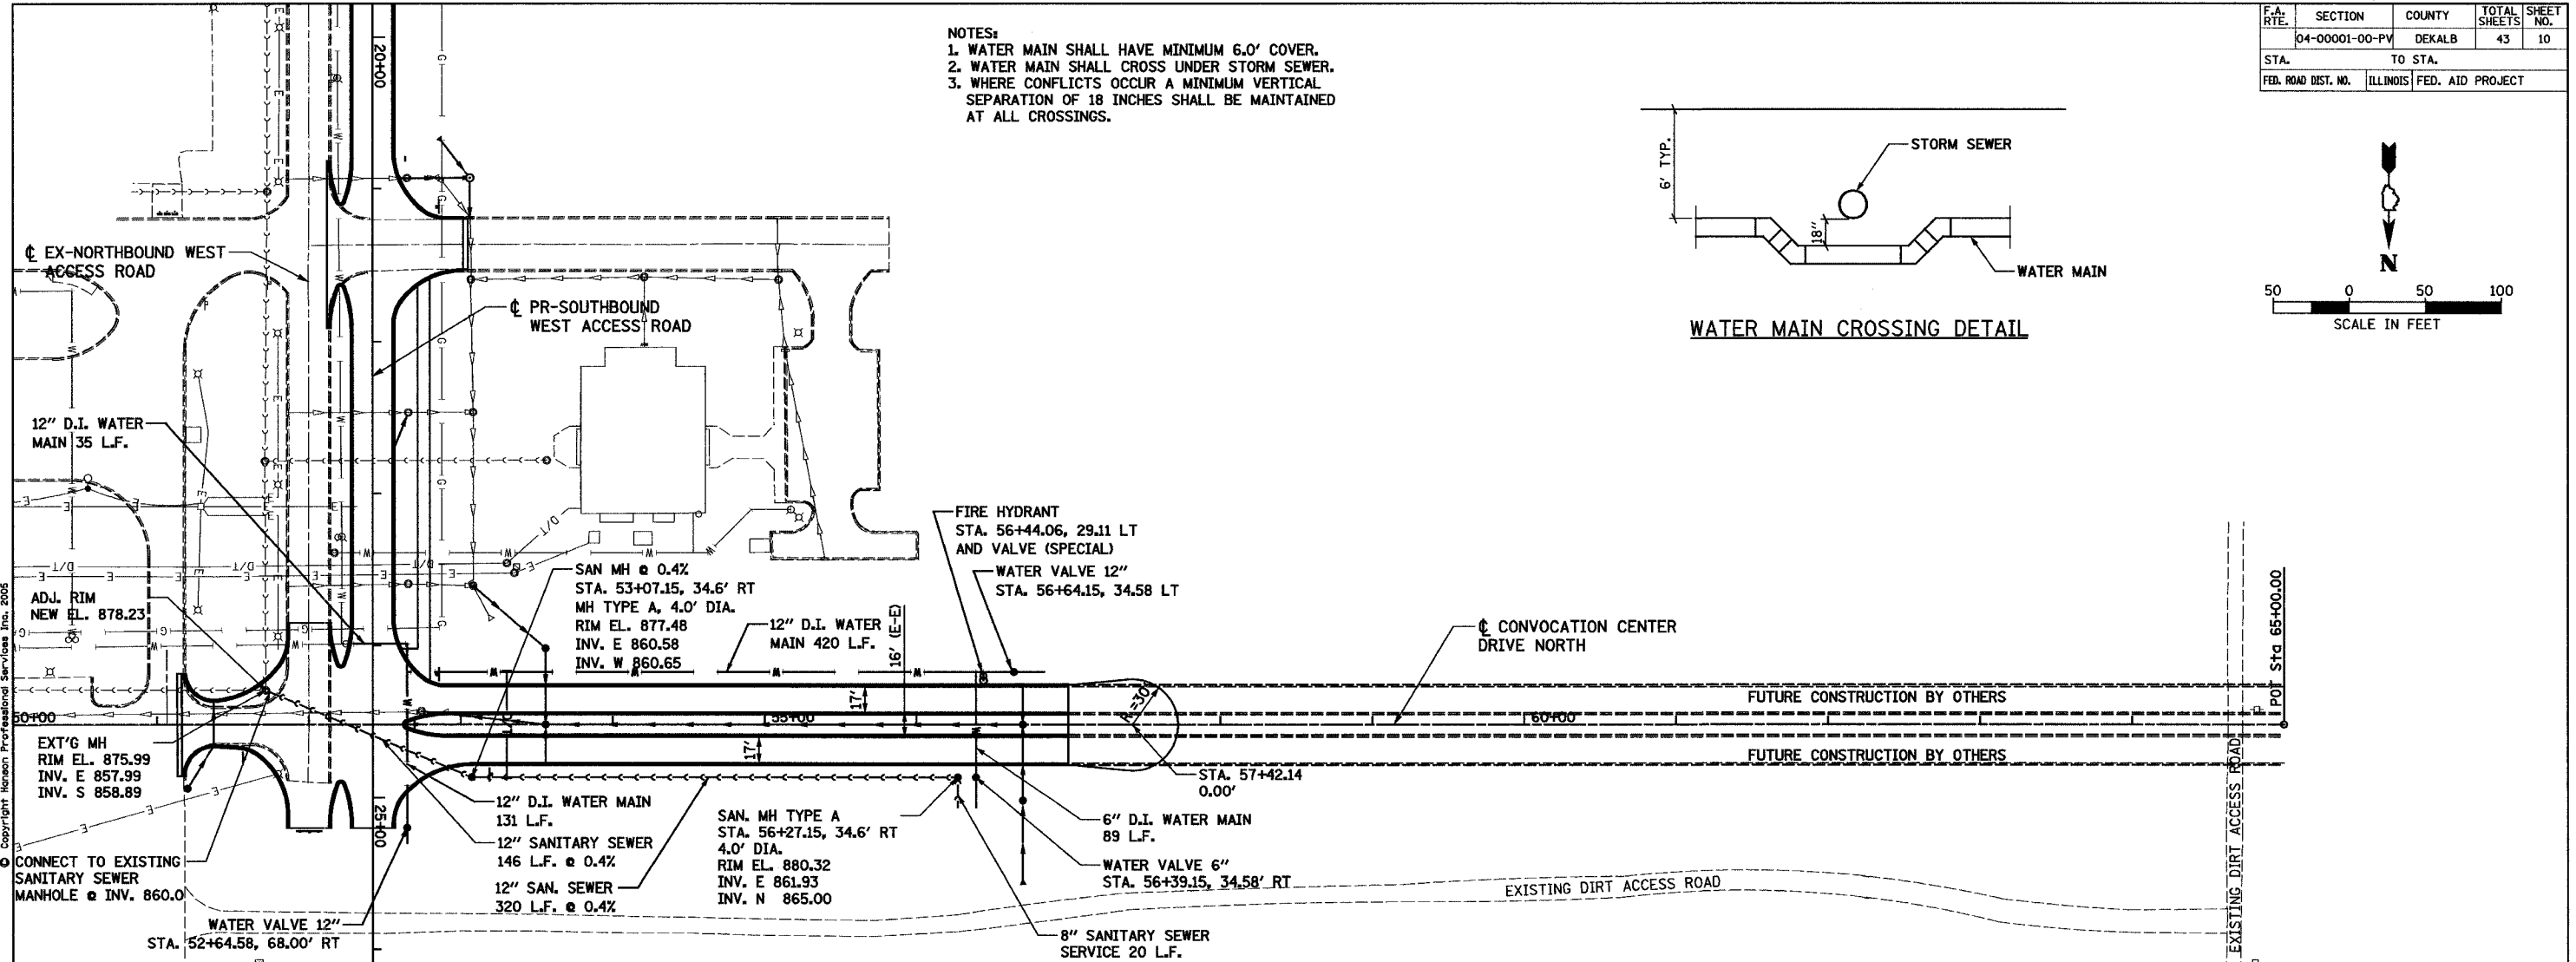 NOTES:
1. WATER MAIN SHALL HAVE MINIMUM 6.0' COVER.
2. WATER MAIN SHALL CROSS UNDER STORM SEWER.
3. WHERE CONFLICTS OCCUR A MINIMUM VERTICAL
SEPARATION OF 18 INCHES SHALL BE MAINTAINED
AT ALL CROSSINGS.
F.A. RTE. SECTION COUNTY TOTAL SHEETS SHEET NO.
04-00001-00-PV DEKALB 43 10
STA. TO STA.
FED. ROAD DIST. NO. ILLINOIS FED. AID PROJECT
6' TYP.
STORM SEWER
18"
WATER MAIN
WATER MAIN CROSSING DETAIL
N
50 0 50 100
SCALE IN FEET
20+00
℄ EX-NORTHBOUND WEST
ACCESS ROAD
℄ PR-SOUTHBOUND
WEST ACCESS ROAD
12" D.I. WATER
MAIN 35 L.F.
FIRE HYDRANT
STA. 56+44.06, 29.11 LT
AND VALVE (SPECIAL)
WATER VALVE 12"
STA. 56+64.15, 34.58 LT
SAN MH @ 0.4%
STA. 53+07.15, 34.6' RT
MH TYPE A, 4.0' DIA.
RIM EL. 877.48
INV. E 860.58
INV. W 860.65
12" D.I. WATER
MAIN 420 L.F.
16' (E-E)
ADJ. RIM
NEW EL. 878.23
℄ CONVOCATION CENTER
DRIVE NORTH
POT Sta 65+00.00
FUTURE CONSTRUCTION BY OTHERS
17'
R=30'
50+00
55+00
60+00
17'
FUTURE CONSTRUCTION BY OTHERS
EXT'G MH
RIM EL. 875.99
INV. E 857.99
INV. S 858.89
STA. 57+42.14
0.00'
25+00
12" D.I. WATER MAIN
131 L.F.
12" SANITARY SEWER
146 L.F. @ 0.4%
12" SAN. SEWER
320 L.F. @ 0.4%
SAN. MH TYPE A
STA. 56+27.15, 34.6' RT
4.0' DIA.
RIM EL. 880.32
INV. E 861.93
INV. N 865.00
6" D.I. WATER MAIN
89 L.F.
WATER VALVE 6"
STA. 56+39.15, 34.58' RT
CONNECT TO EXISTING
SANITARY SEWER
MANHOLE @ INV. 860.0
WATER VALVE 12"
STA. 52+64.58, 68.00' RT
8" SANITARY SEWER
SERVICE 20 L.F.
EXISTING DIRT ACCESS ROAD
EXISTING DIRT ACCESS ROAD
© Copyright Hanson Professional Services Inc. 2005